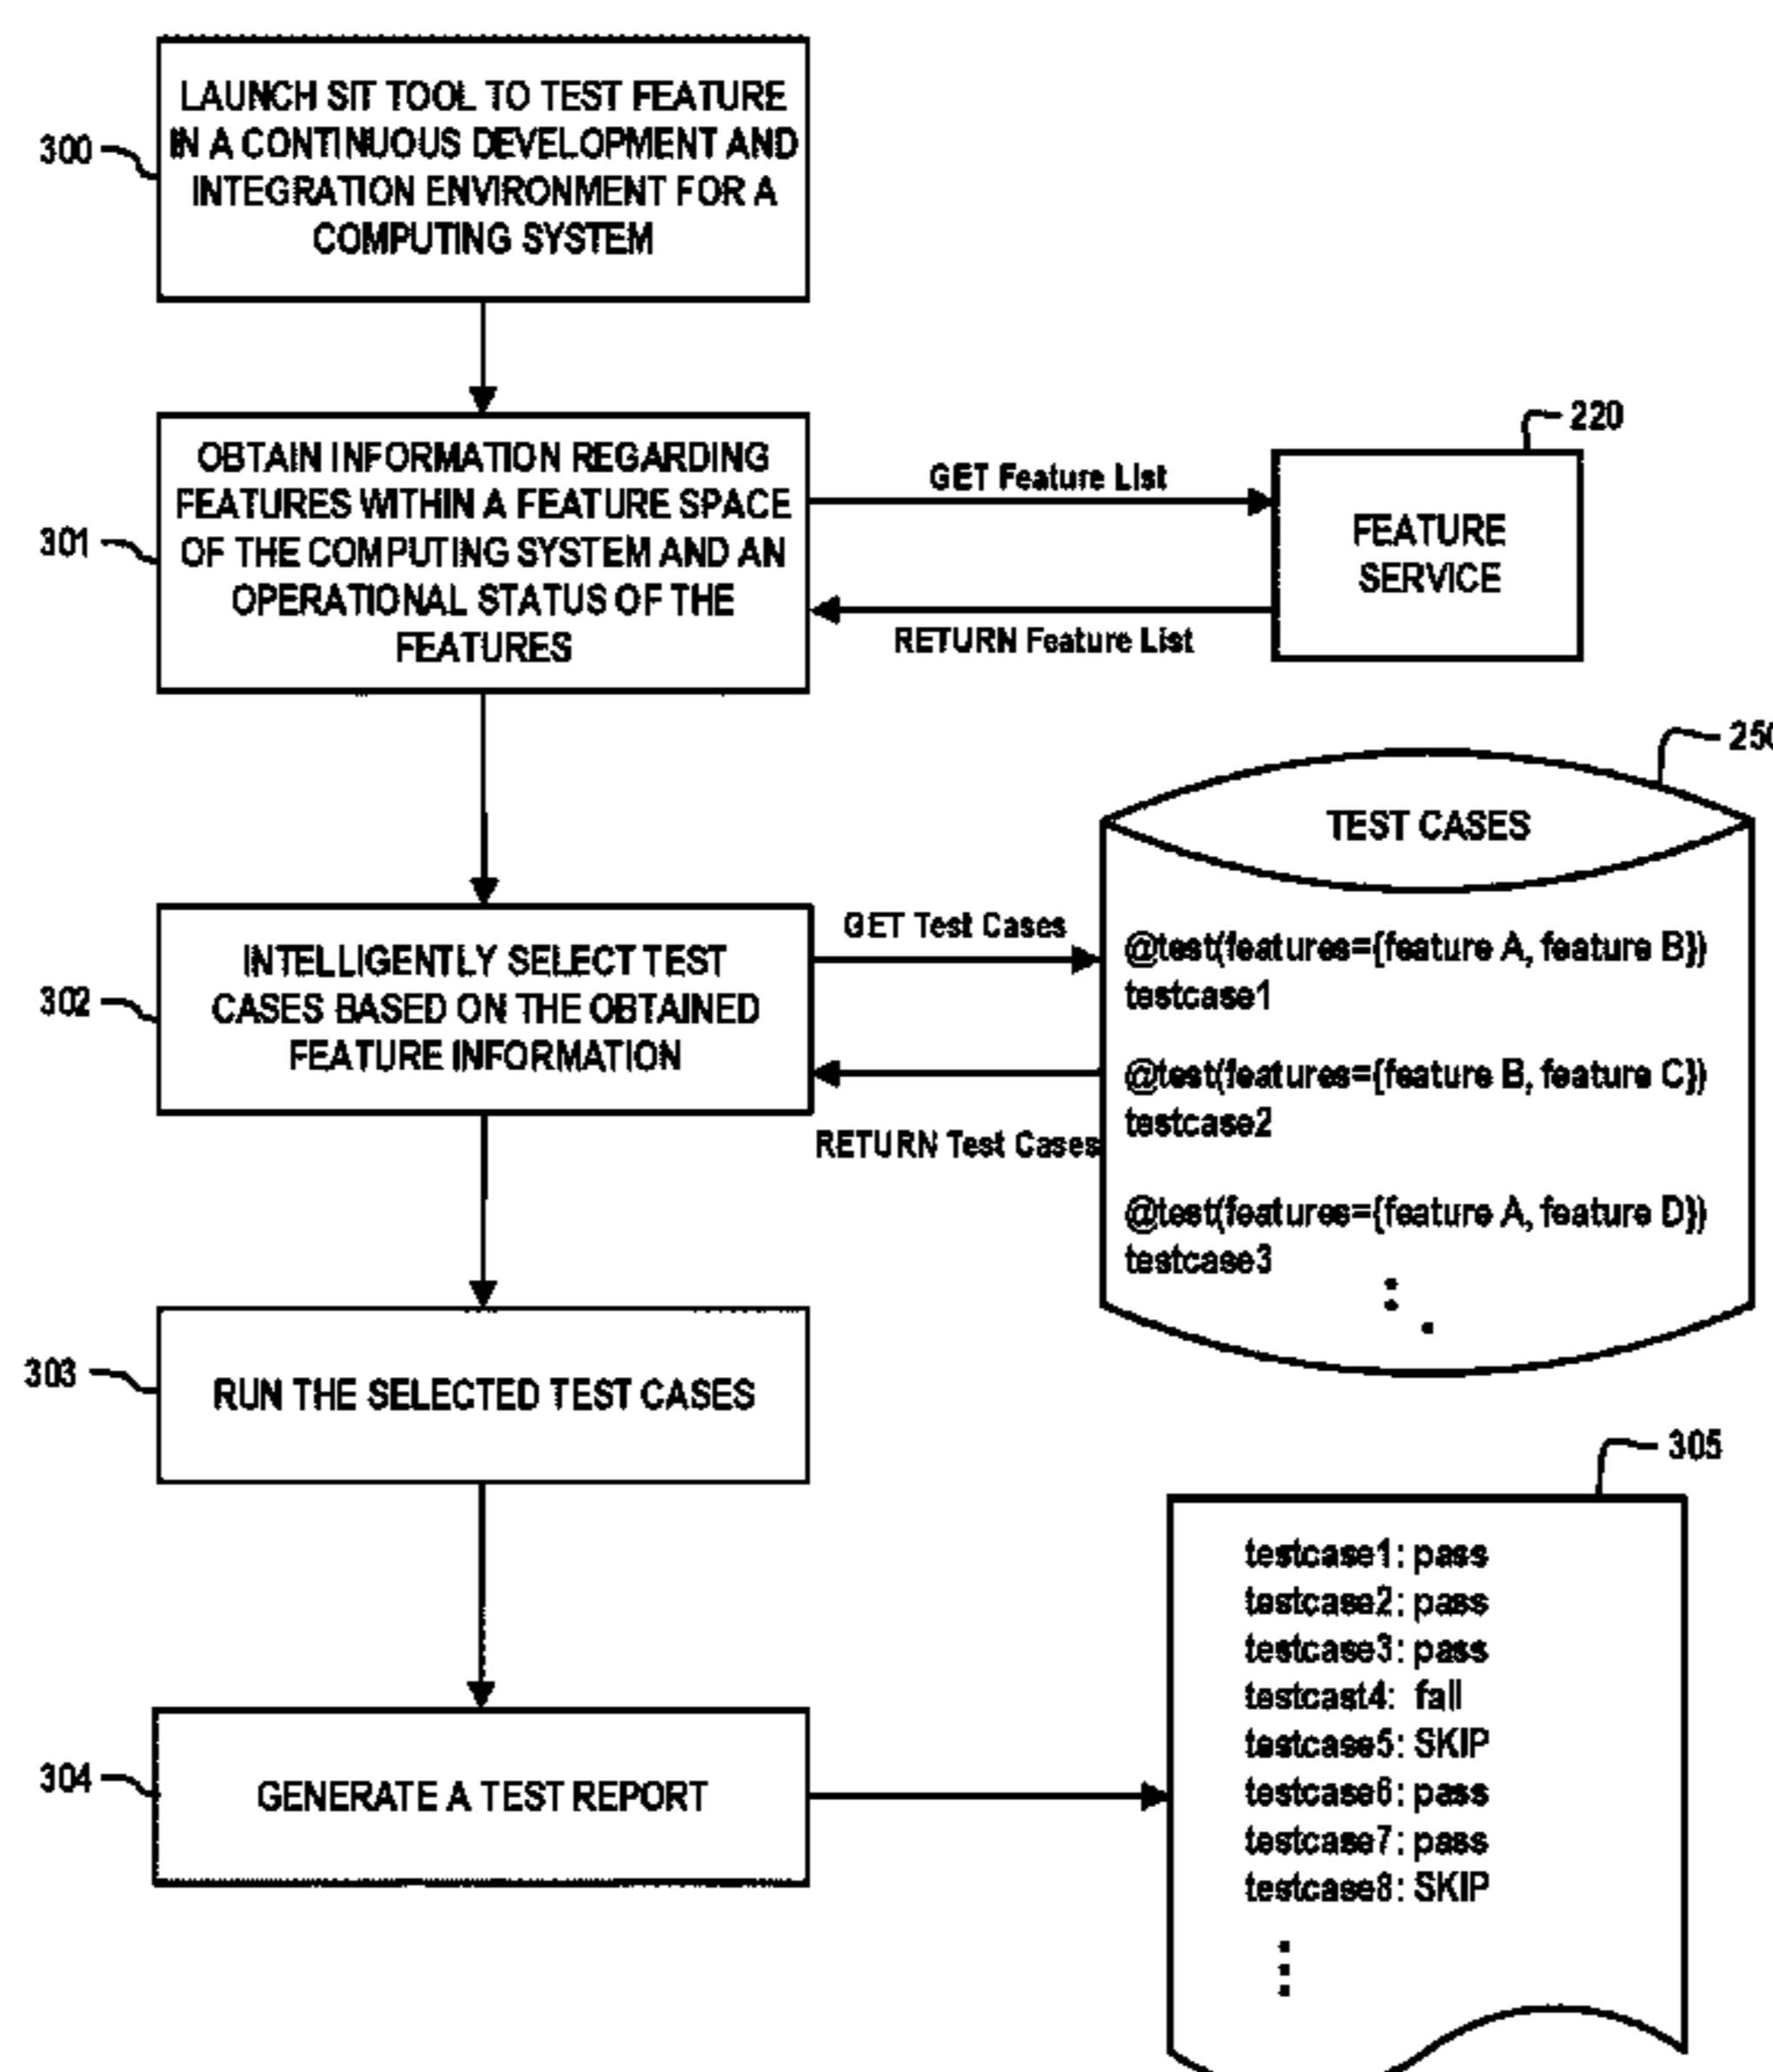 LAUNCH SIT TOOL TO TEST FEATURE
IN A CONTINUOUS DEVELOPMENT AND
INTEGRATION ENVIRONMENT FOR A
COMPUTING SYSTEM
300
OBTAIN INFORMATION REGARDING
FEATURES WITHIN A FEATURE SPACE
OF THE COMPUTING SYSTEM AND AN
OPERATIONAL STATUS OF THE
FEATURES
301
GET Feature List
RETURN Feature List
220
FEATURE
SERVICE
250
TEST CASES
@test(features={feature A, feature B})
testcase1
@test(features={feature B, feature C})
testcase2
@test(features={feature A, feature D})
testcase3
INTELLIGENTLY SELECT TEST
CASES BASED ON THE OBTAINED
FEATURE INFORMATION
302
GET Test Cases
RETURN Test Cases
303
RUN THE SELECTED TEST CASES
304
GENERATE A TEST REPORT
305
testcase1: pass
testcase2: pass
testcase3: pass
testcast4: fail
testcase5: SKIP
testcase6: pass
testcase7: pass
testcase8: SKIP